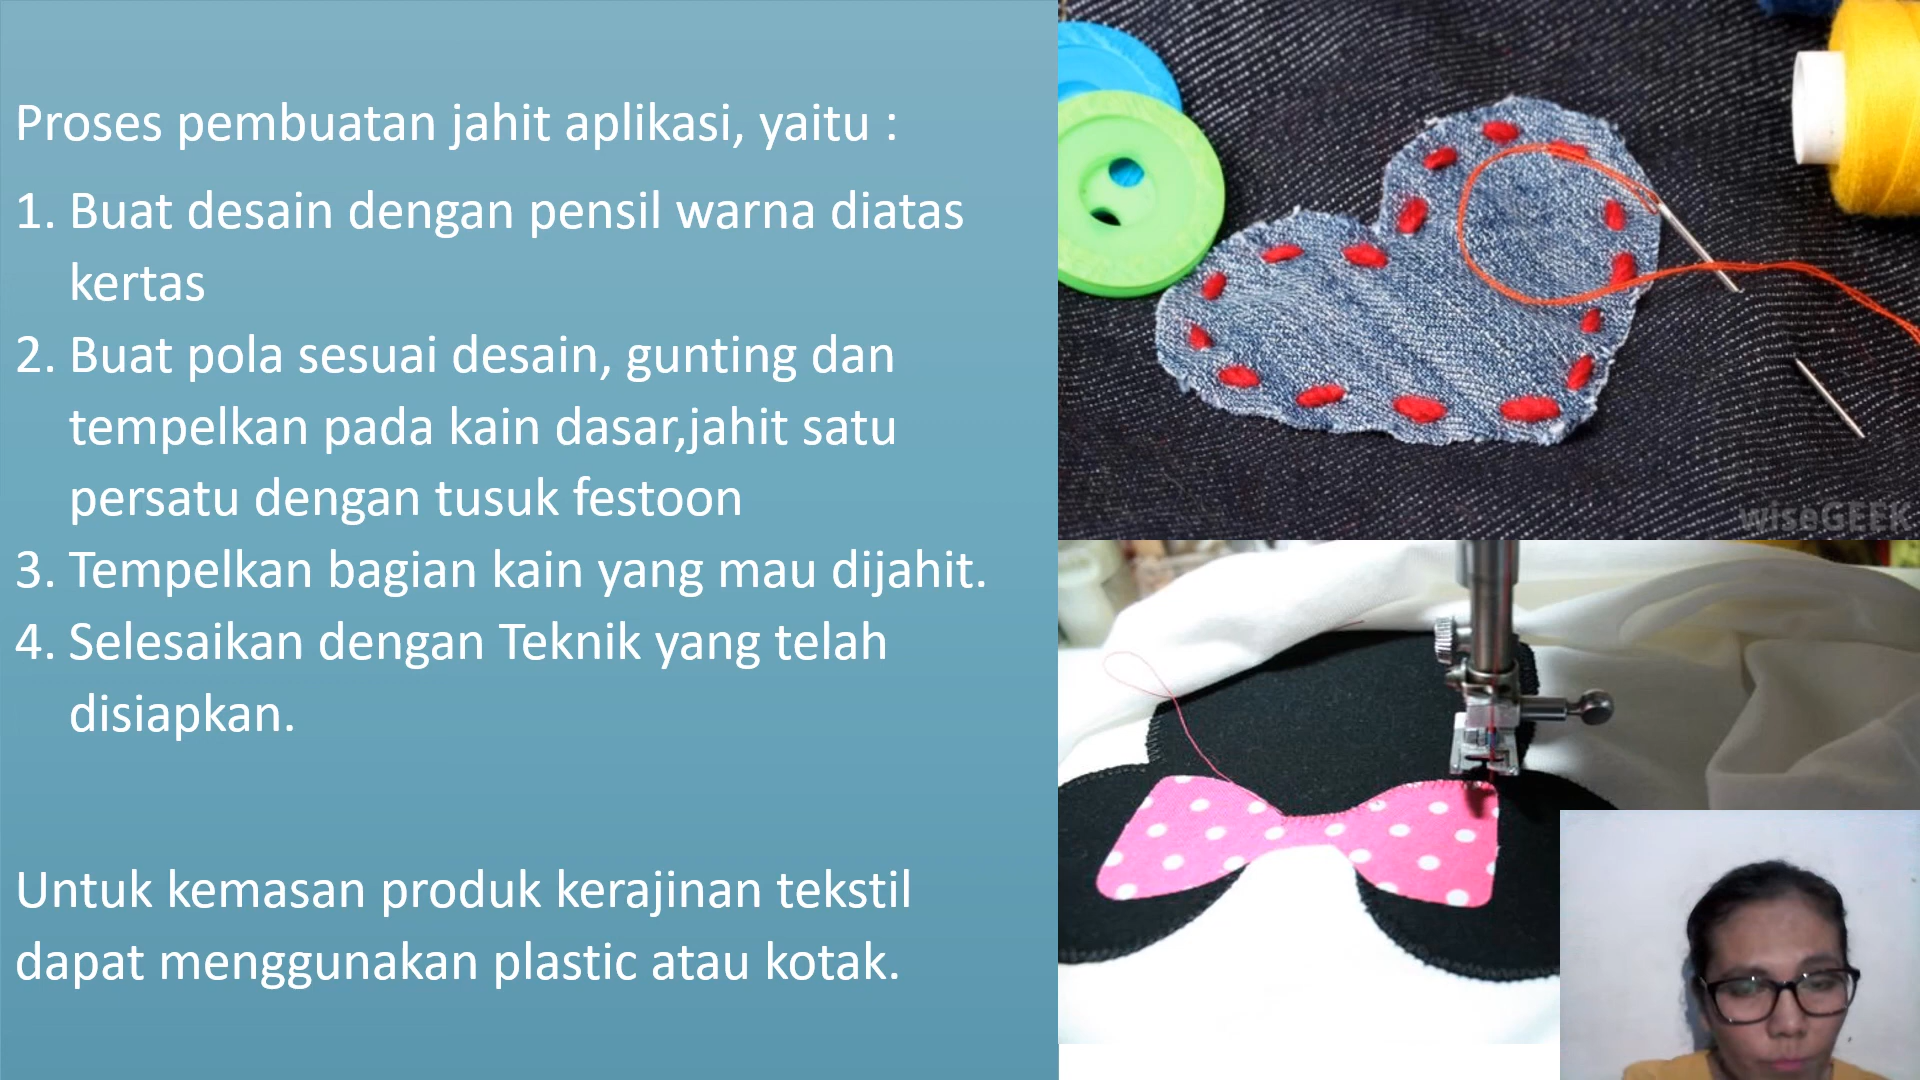 Proses pembuatan jahit aplikasi, yaitu :
1. Buat desain dengan pensil warna diatas
kertas
2. Buat pola sesuai desain, gunting dan
tempelkan pada kain dasar,jahit satu
persatu dengan tusuk festoon
3. Tempelkan bagian kain yang mau dijahit.
4. Selesaikan dengan Teknik yang telah
disiapkan.
Untuk kemasan produk kerajinan tekstil
dapat menggunakan plastic atau kotak.
wiseGEEK